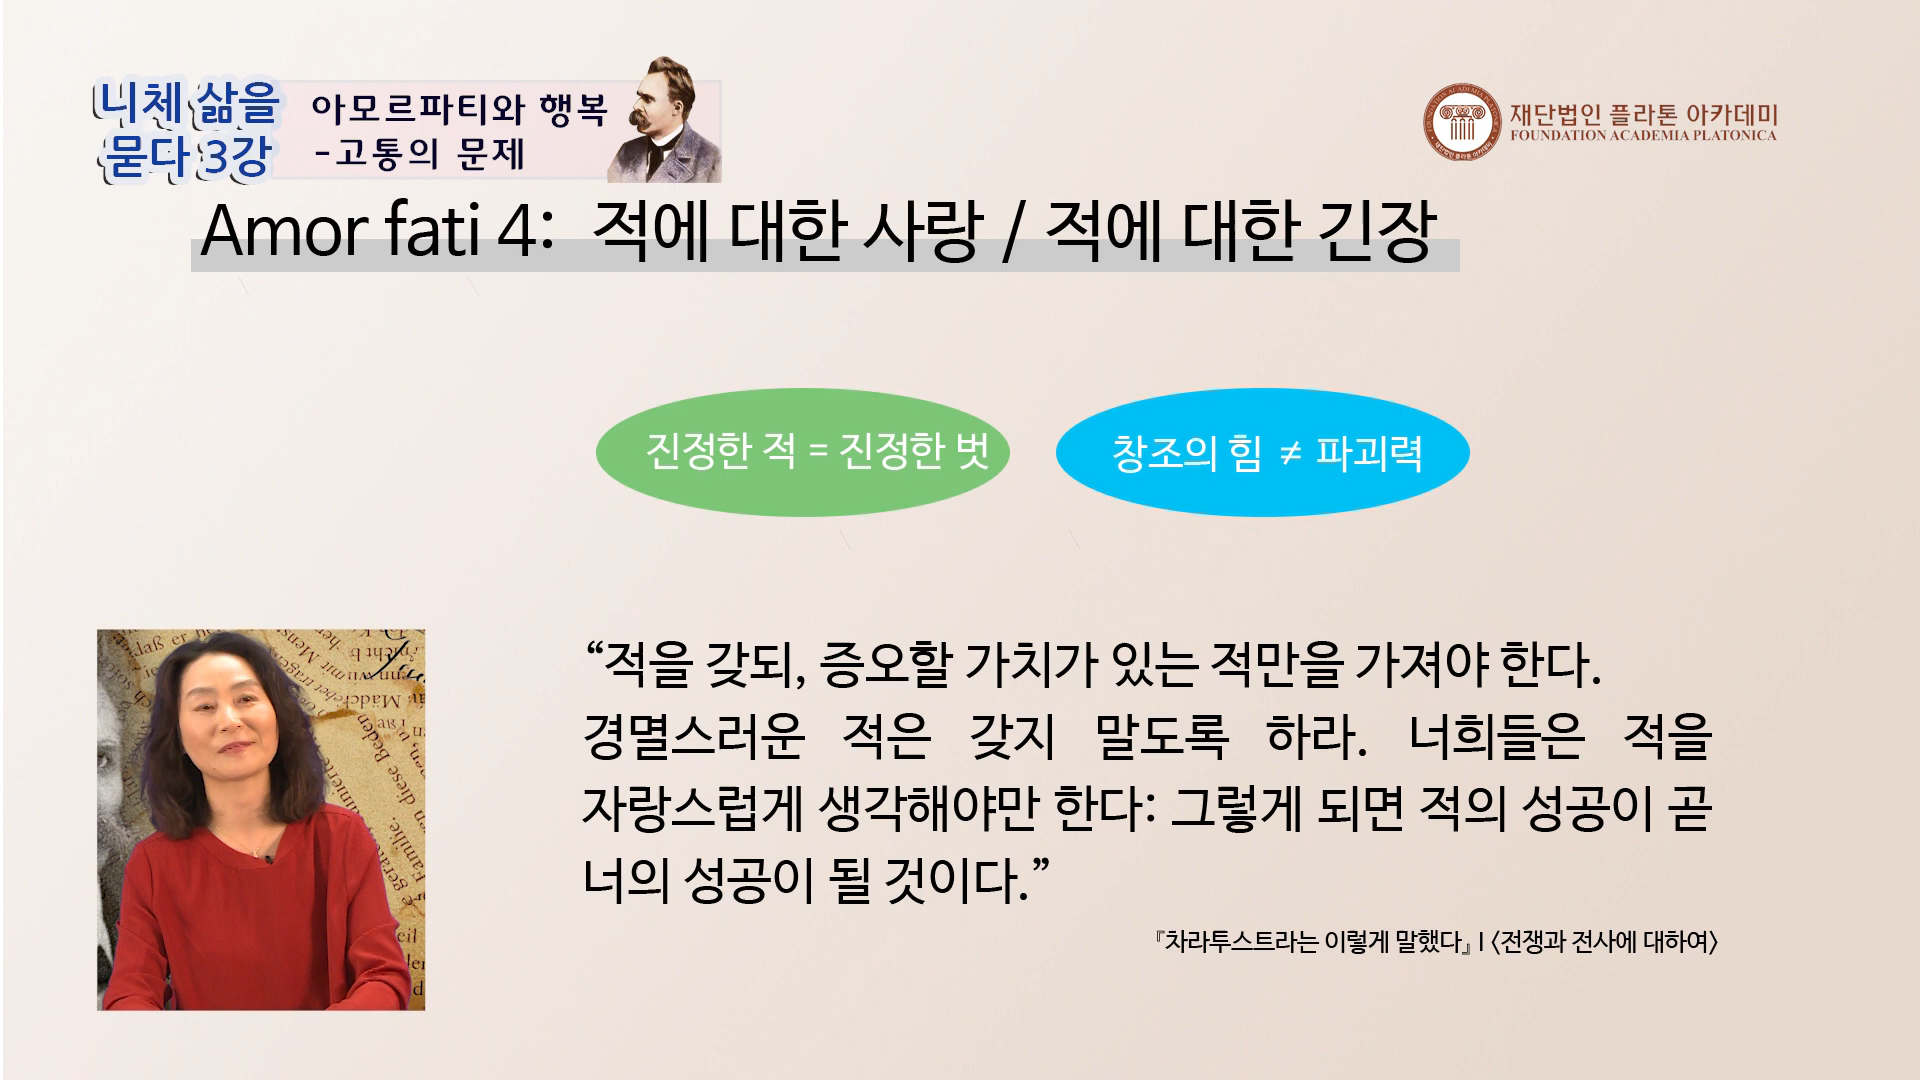 니체 삶을
묻다 3강
아모르파티와 행복
-고통의 문제
재단법인 플라톤 아카데미
FOUNDATION ACADEMIA PLATONICA
Amor fati 4: 적에 대한 사랑 / 적에 대한 긴장
진정한 적 = 진정한 벗
창조의 힘 ≠ 파괴력
“적을 갖되, 증오할 가치가 있는 적만을 가져야 한다.
경멸스러운 적은 갖지 말도록 하라. 너희들은 적을
자랑스럽게 생각해야만 한다: 그렇게 되면 적의 성공이 곧
너의 성공이 될 것이다.”
『차라투스트라는 이렇게 말했다』 I 〈전쟁과 전사에 대하여〉